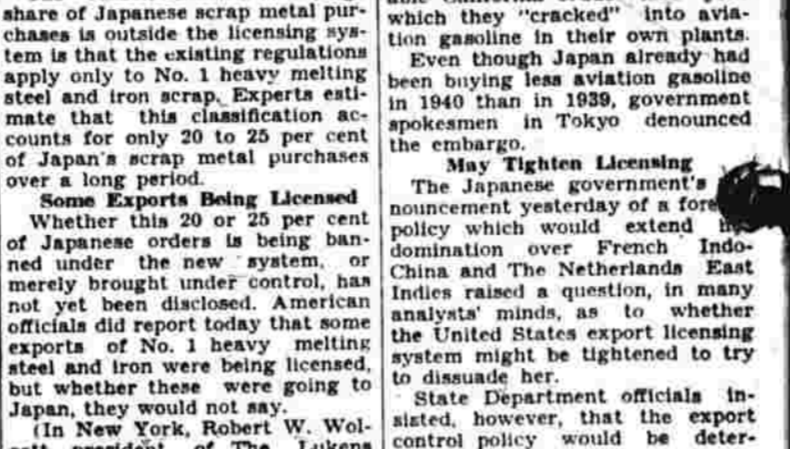 share of Japanese scrap metal pur-
chases is outside the licensing sys-
tem is that the existing regulations
apply only to No. 1 heavy melting
steel and iron scrap. Experts esti-
mate that this classification ac-
counts for only 20 to 25 per cent
of Japan's scrap metal purchases
over a long period.
Some Exports Being Licensed
Whether this 20 or 25 per cent
of Japanese orders is being ban-
ned under the new system, or
merely brought under control, has
not yet been disclosed. American
officials did report today that some
exports of No. 1 heavy melting
steel and iron were being licensed,
but whether these were going to
Japan, they would not say.
(In New York, Robert W. Wol-
president of The Lukens
which they "cracked" into avia-
tion gasoline in their own plants.
Even though Japan already had
been buying less aviation gasoline
in 1940 than in 1939, government
spokesmen in Tokyo denounced
the embargo.
May Tighten Licensing
The Japanese government's
nouncement yesterday of a
policy which would extend
domination over French Indo-
China and The Netherlands East
Indies raised a question, in many
analysts' minds, as to whether
the United States export licensing
system might be tightened to try
to dissuade her.
State Department officials in-
sisted, however, that the export
control policy would be deter-